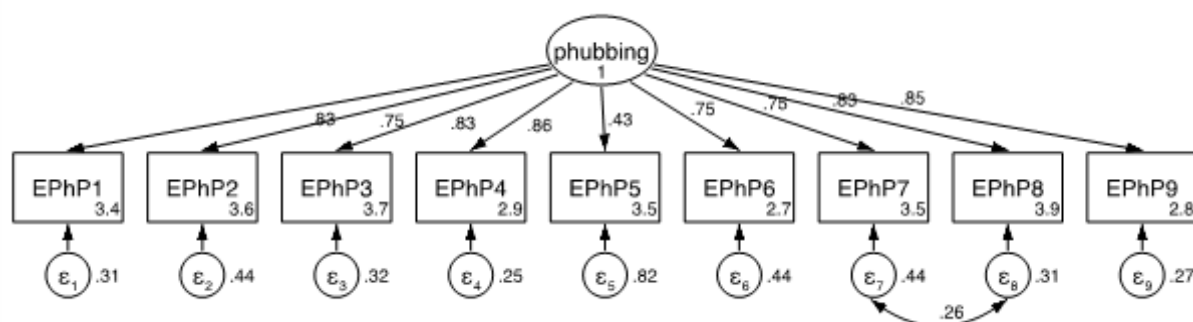 phubbing
1
.83 .75 .83 .86 .43 .75 .75 .83 .85
EPhP1 EPhP2 EPhP3 EPhP4 EPhP5 EPhP6 EPhP7 EPhP8 EPhP9
3.4 3.6 3.7 2.9 3.5 2.7 3.5 3.9 2.8
ε1 .31 ε2 .44 ε3 .32 ε4 .25 ε5 .82 ε6 .44 ε7 .44 ε8 .31 ε9 .27
.26